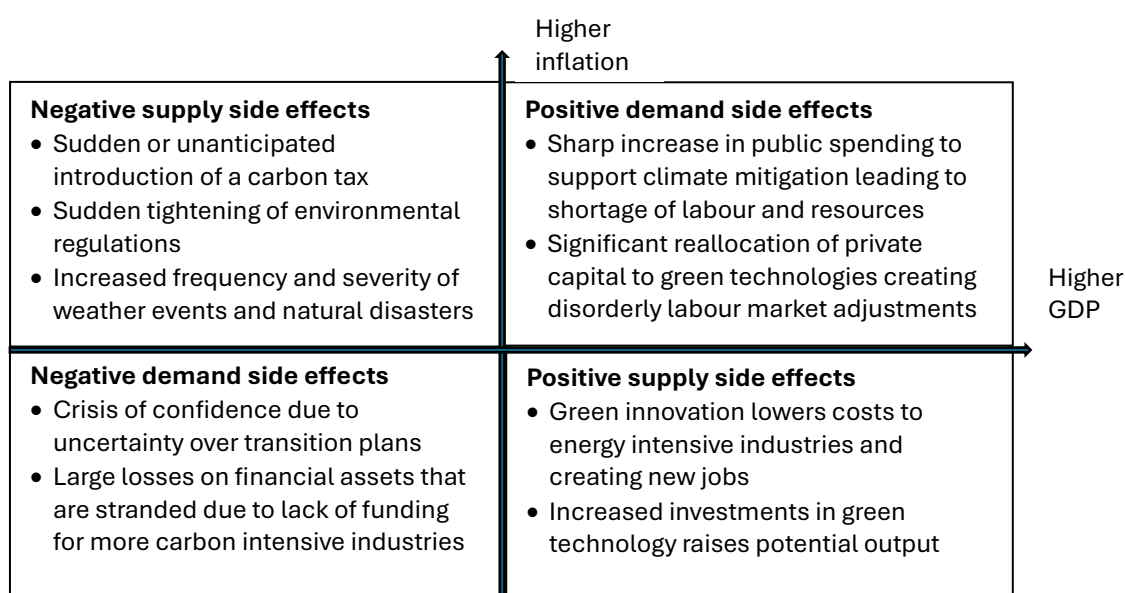 Higher
inflation
Negative supply side effects
• Sudden or unanticipated
introduction of a carbon tax
• Sudden tightening of environmental
regulations
• Increased frequency and severity of
weather events and natural disasters
Positive demand side effects
• Sharp increase in public spending to
support climate mitigation leading to
shortage of labour and resources
• Significant reallocation of private
capital to green technologies creating
disorderly labour market adjustments
Higher
GDP
Negative demand side effects
• Crisis of confidence due to
uncertainty over transition plans
• Large losses on financial assets that
are stranded due to lack of funding
for more carbon intensive industries
Positive supply side effects
• Green innovation lowers costs to
energy intensive industries and
creating new jobs
• Increased investments in green
technology raises potential output